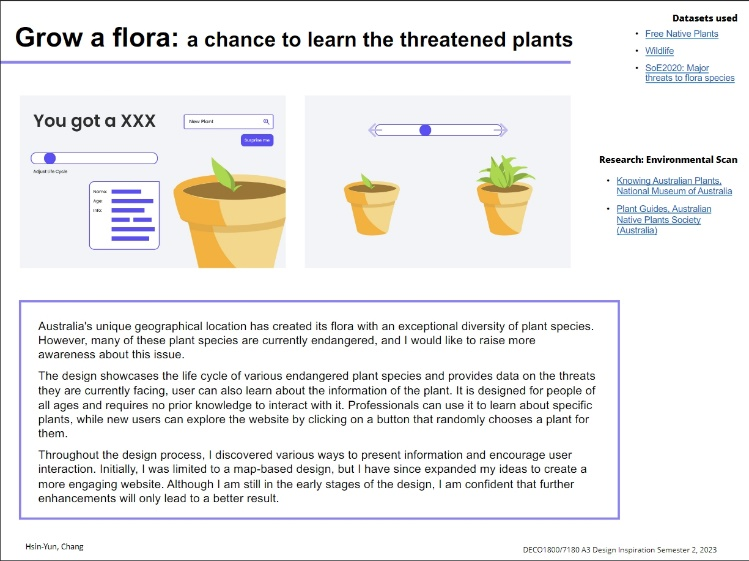 Grow a flora: a chance to learn the threatened plants
Datasets used
• Free Native Plants
• Wildlife
• SoE2020: Major
threats to flora species
You got a XXX
New Plant
Surprise me
Adjust Life Cycle
Name:
Age:
Info:
Research: Environmental Scan
• Knowing Australian Plants,
National Museum of Australia
• Plant Guides, Australian
Native Plants Society
(Australia)
Australia's unique geographical location has created its flora with an exceptional diversity of plant species.
However, many of these plant species are currently endangered, and I would like to raise more
awareness about this issue.
The design showcases the life cycle of various endangered plant species and provides data on the threats
they are currently facing, user can also learn about the information of the plant. It is designed for people of
all ages and requires no prior knowledge to interact with it. Professionals can use it to learn about specific
plants, while new users can explore the website by clicking on a button that randomly chooses a plant for
them.
Throughout the design process, I discovered various ways to present information and encourage user
interaction. Initially, I was limited to a map-based design, but I have since expanded my ideas to create a
more engaging website. Although I am still in the early stages of the design, I am confident that further
enhancements will only lead to a better result.
Hsin-Yun, Chang
DECO1800/7180 A3 Design Inspiration Semester 2, 2023